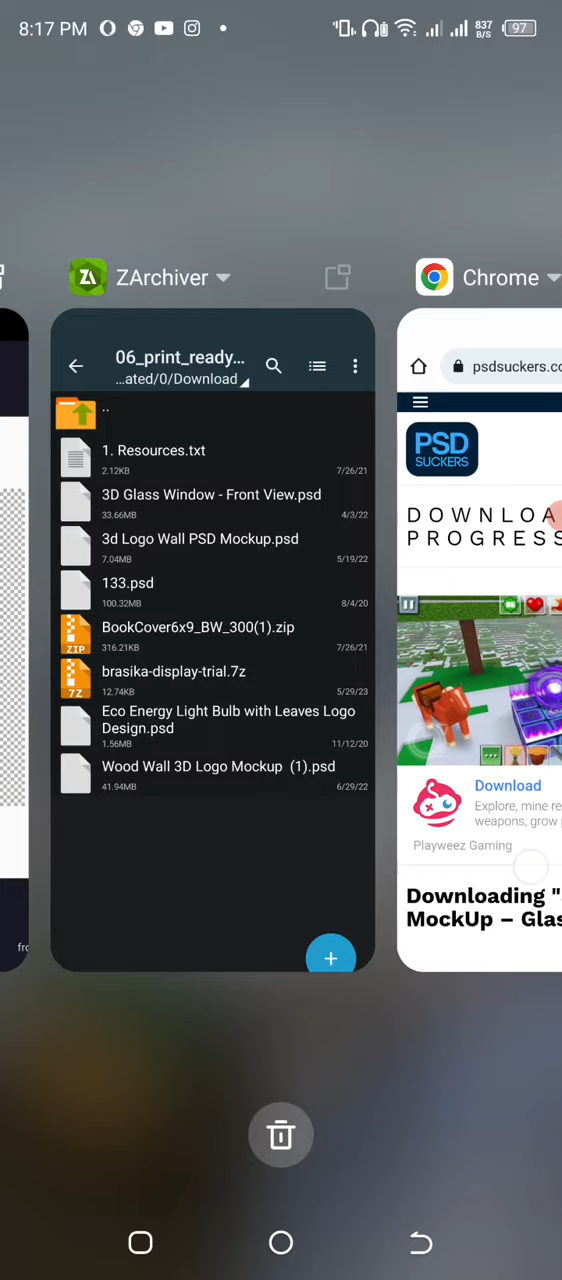 8:17 PM
837
B/S
97
ZA
ZArchiver
Chrome
06_print_ready...
...ated/0/Download
psdsuckers.co
..
1. Resources.txt
2.12KB
7/26/21
3D Glass Window - Front View.psd
33.66MB
4/3/22
3d Logo Wall PSD Mockup.psd
7.04MB
5/19/22
133.psd
100.32MB
8/4/20
ZIP
BookCover6x9_BW_300(1).zip
316.21KB
7/26/21
7Z
brasika-display-trial.7z
12.74KB
5/29/23
Eco Energy Light Bulb with Leaves Logo
Design.psd
1.56MB
11/12/20
Wood Wall 3D Logo Mockup (1).psd
41.94MB
6/29/22
+
PSD
SUCKERS
DOWNLOA
PROGRESS
Download
Explore, mine re
weapons, grow
Playweez Gaming
Downloading "
MockUp – Glas